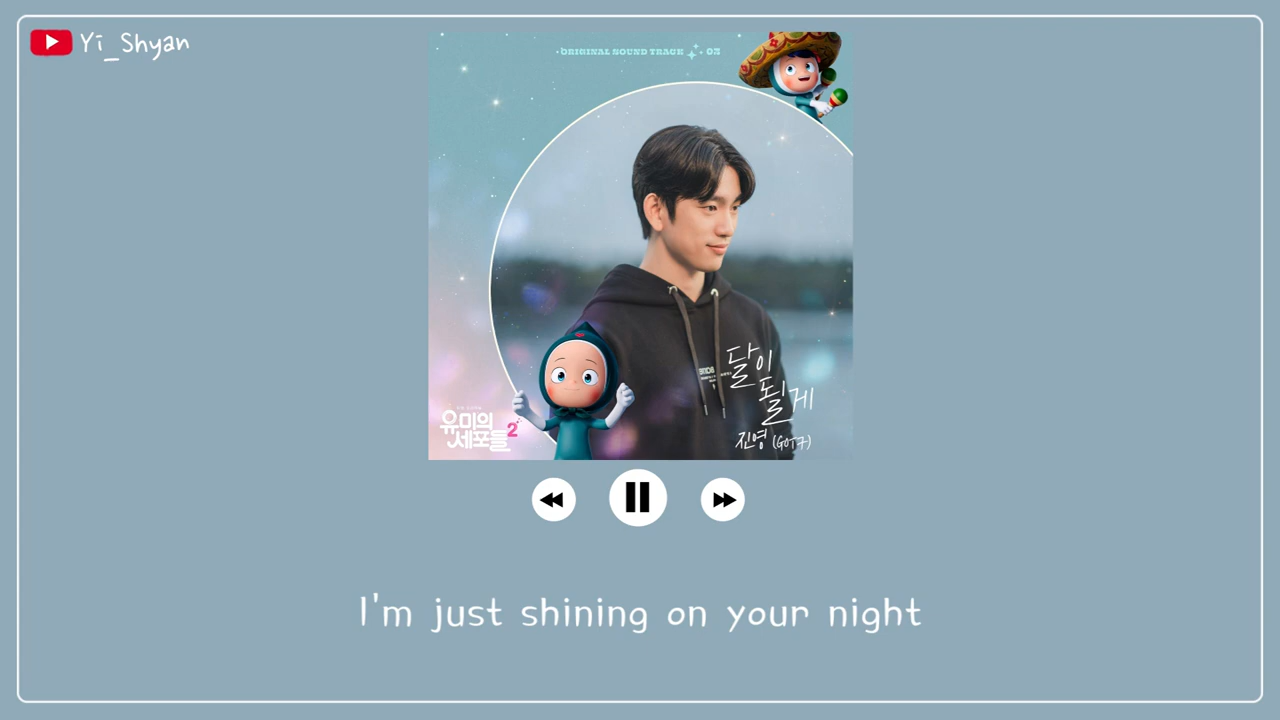 Yi_Shyan
ORIGINAL SOUND TRACK
03
달이
될게
진영 (GOT7)
유미의
세포들 2
I'm just shining on your night